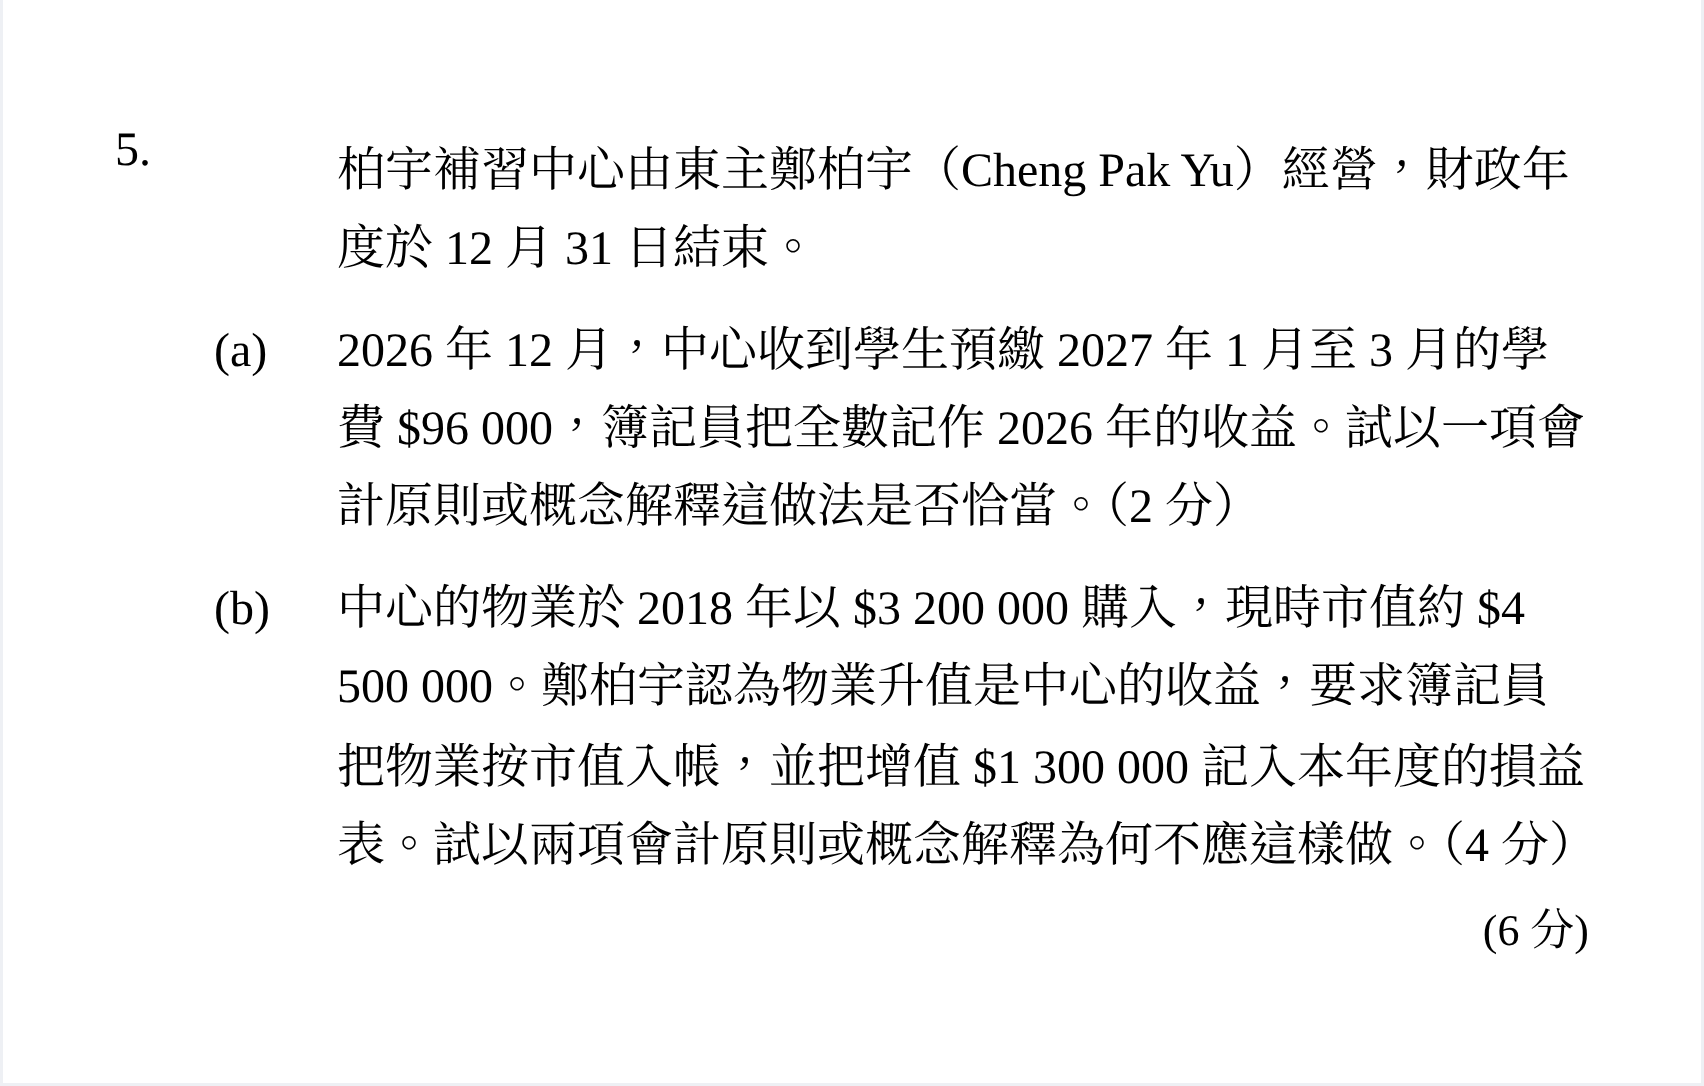 5. 柏宇補習中心由東主鄭柏宇（Cheng Pak Yu）經營，財政年
度於 12 月 31 日結束。
(a) 2026 年 12 月，中心收到學生預繳 2027 年 1 月至 3 月的學
費 $96 000，簿記員把全數記作 2026 年的收益。試以一項會
計原則或概念解釋這做法是否恰當。（2 分）
(b) 中心的物業於 2018 年以 $3 200 000 購入，現時市值約 $4
500 000。鄭柏宇認為物業升值是中心的收益，要求簿記員
把物業按市值入帳，並把增值 $1 300 000 記入本年度的損益
表。試以兩項會計原則或概念解釋為何不應這樣做。（4 分）
(6 分)